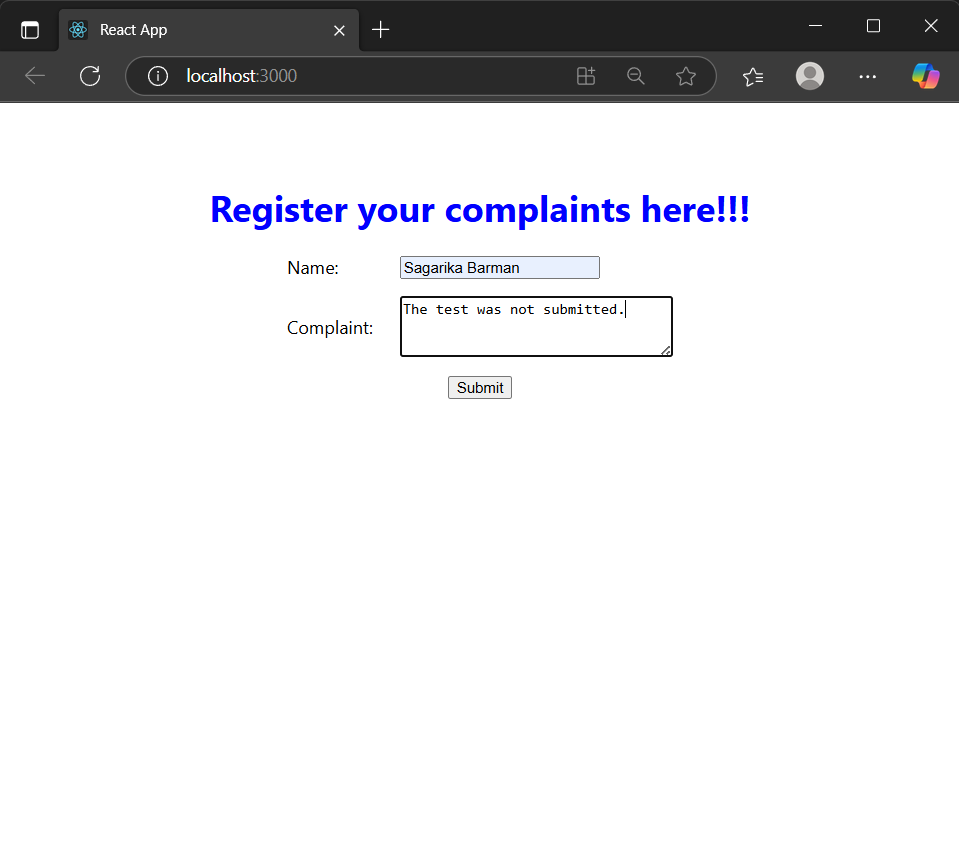 React App
localhost:3000
Register your complaints here!!!
Name: Sagarika Barman
Complaint: The test was not submitted.
Submit